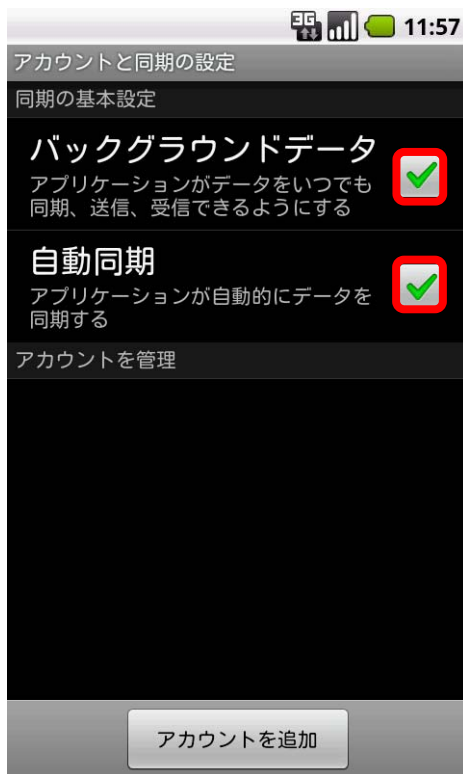 3G 11:57
アカウントと同期の設定
同期の基本設定
バックグラウンドデータ
アプリケーションがデータをいつでも
同期、送信、受信できるようにする
自動同期
アプリケーションが自動的にデータを
同期する
アカウントを管理
アカウントを追加